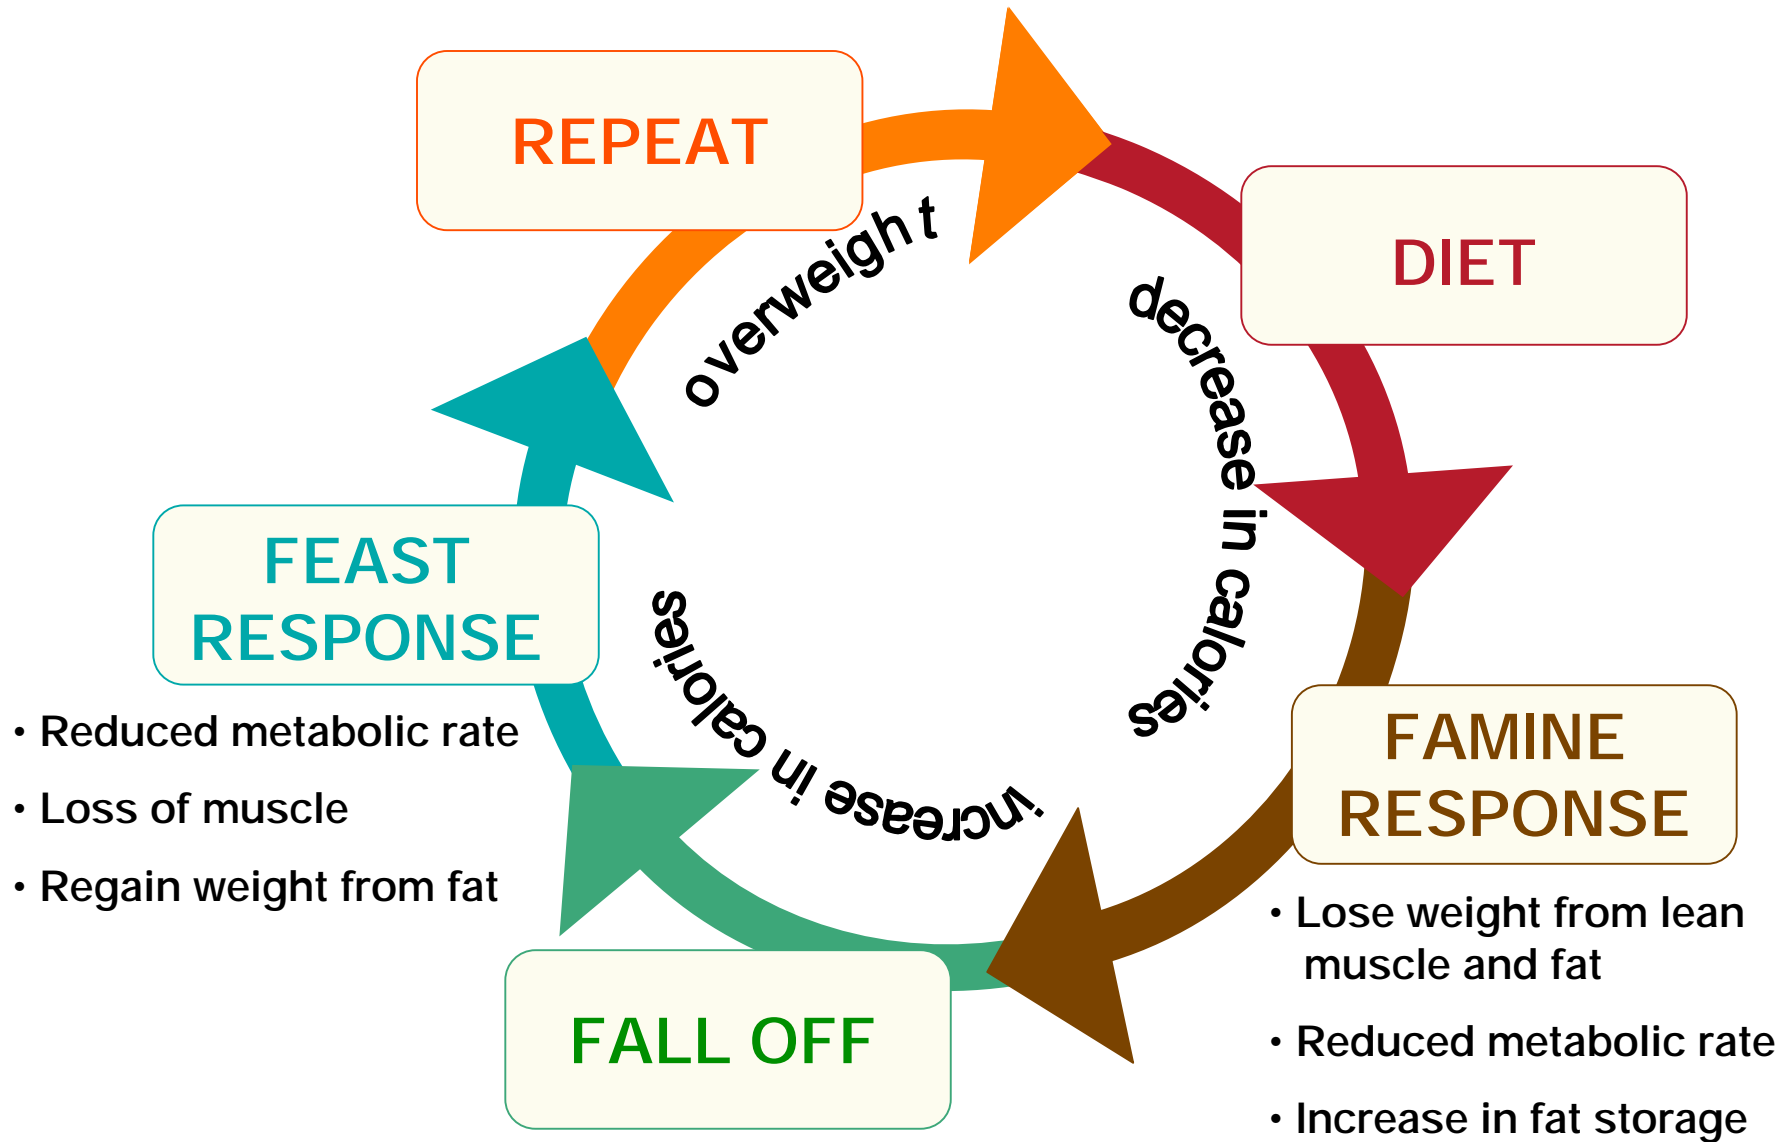 REPEAT
DIET
overweight
decrease in calories
FEAST
RESPONSE
increase in calories
FAMINE
RESPONSE
• Reduced metabolic rate
• Loss of muscle
• Regain weight from fat
• Lose weight from lean
muscle and fat
• Reduced metabolic rate
• Increase in fat storage
FALL OFF